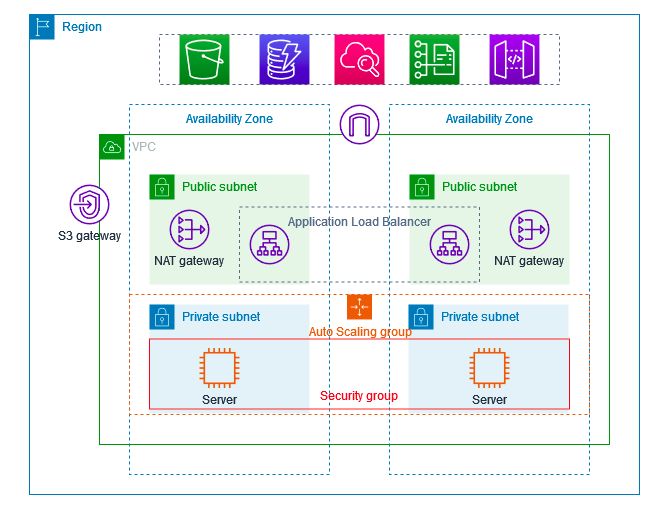 Region
Availability Zone
Availability Zone
VPC
Public subnet
Public subnet
Application Load Balancer
S3 gateway
NAT gateway
NAT gateway
Private subnet
Private subnet
Auto Scaling group
Security group
Server
Server